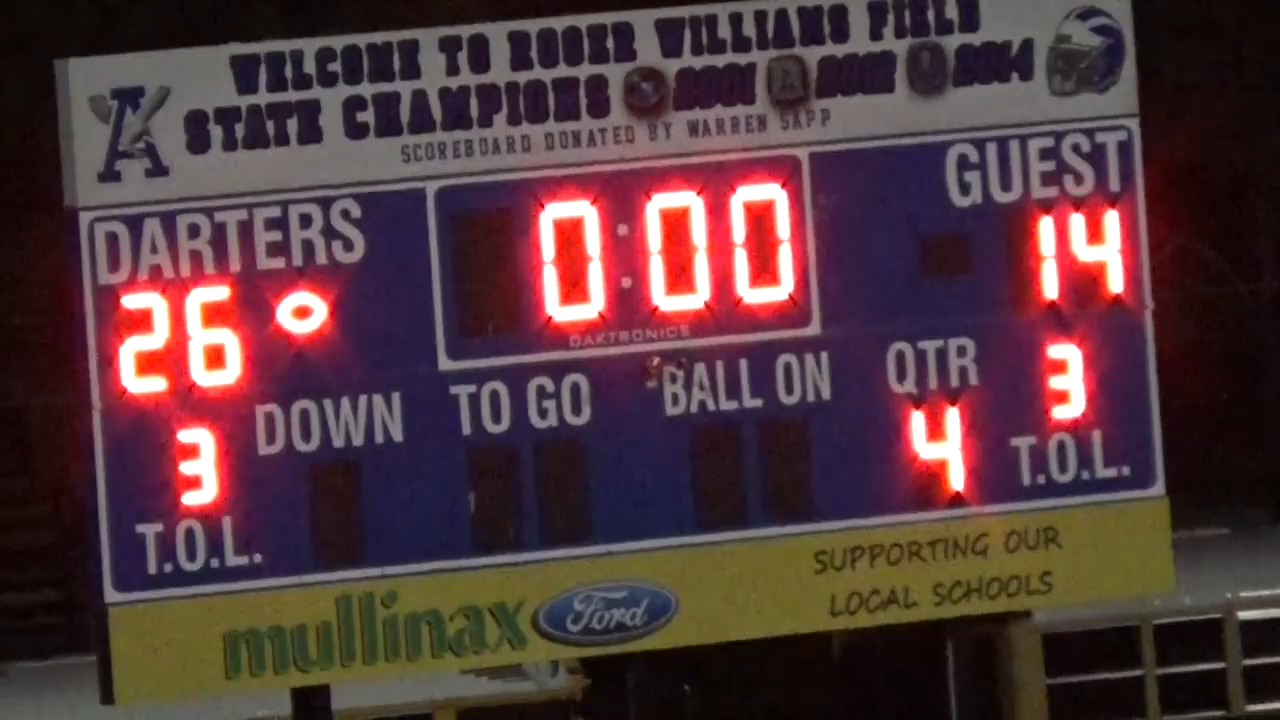 WELCOME TO ROGER WILLIAMS FIELD
A STATE CHAMPIONS 2001 A 2012 2014
SCOREBOARD DONATED BY WARREN SAPP
DARTERS 0:00 GUEST
26 14
DAKTRONICS
DOWN TO GO BALL ON QTR 3
3 4 T.O.L.
T.O.L.
mullinax Ford SUPPORTING OUR
LOCAL SCHOOLS